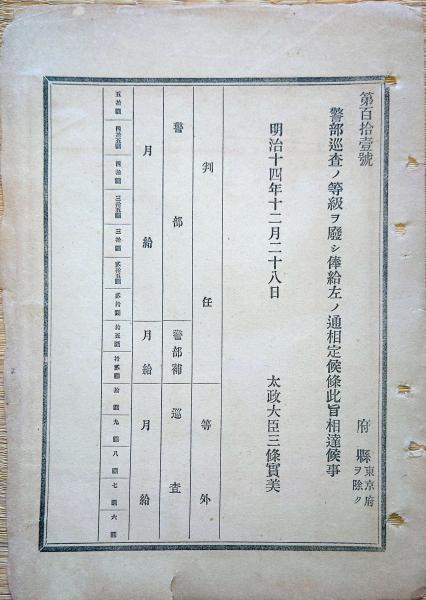 第百拾壹號
府縣 東京府ヲ除ク
警部巡査ノ等級ヲ廢シ俸給左ノ通相定候條此旨相達候事
明治十四年十二月二十八日
太政大臣三條實美
判任
等外
警部
警部補
巡査
月給
月給
月給
五拾圓
四拾五圓
四拾圓
三拾五圓
三拾圓
貳拾五圓
貳拾圓
拾五圓
拾貳圓
拾圓
九圓
八圓
七圓
六圓